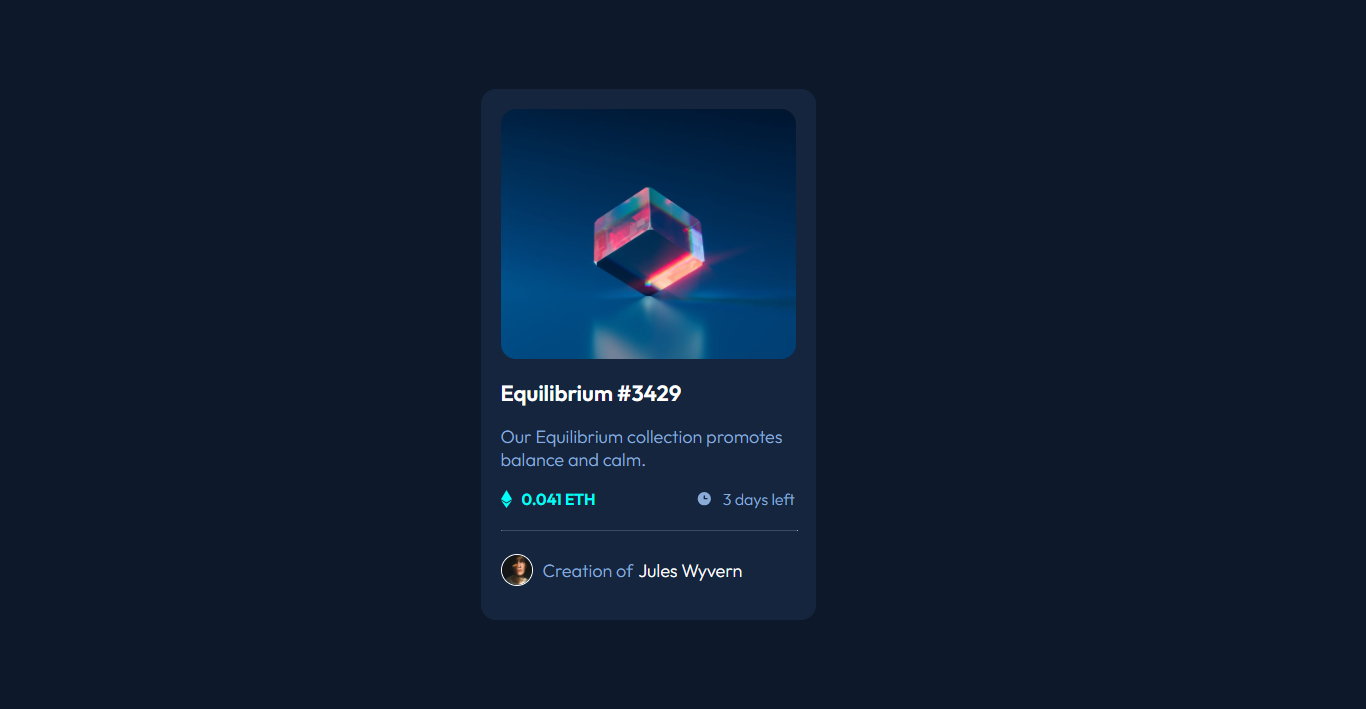 Equilibrium #3429
Our Equilibrium collection promotes
balance and calm.
0.041 ETH 3 days left
Creation of Jules Wyvern